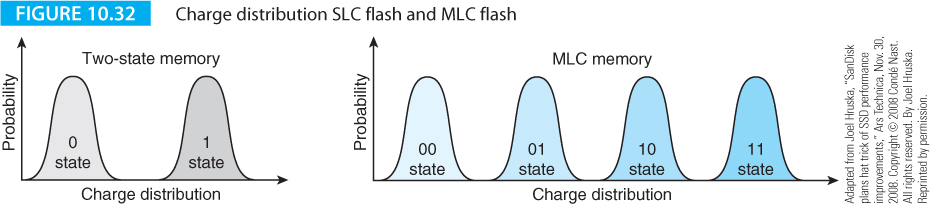 FIGURE 10.32 Charge distribution SLC flash and MLC flash
Probability
Two-state memory
0
state
1
state
Charge distribution
Probability
MLC memory
00
state
01
state
10
state
11
state
Charge distribution
Adapted from Joel Hruska, “SanDisk
plans hat trick of SSD performance
improvements,” Ars Technica, Nov. 30,
2008. Copyright © 2008 Condé Nast.
All rights reserved. By Joel Hruska.
Reprinted by permission.